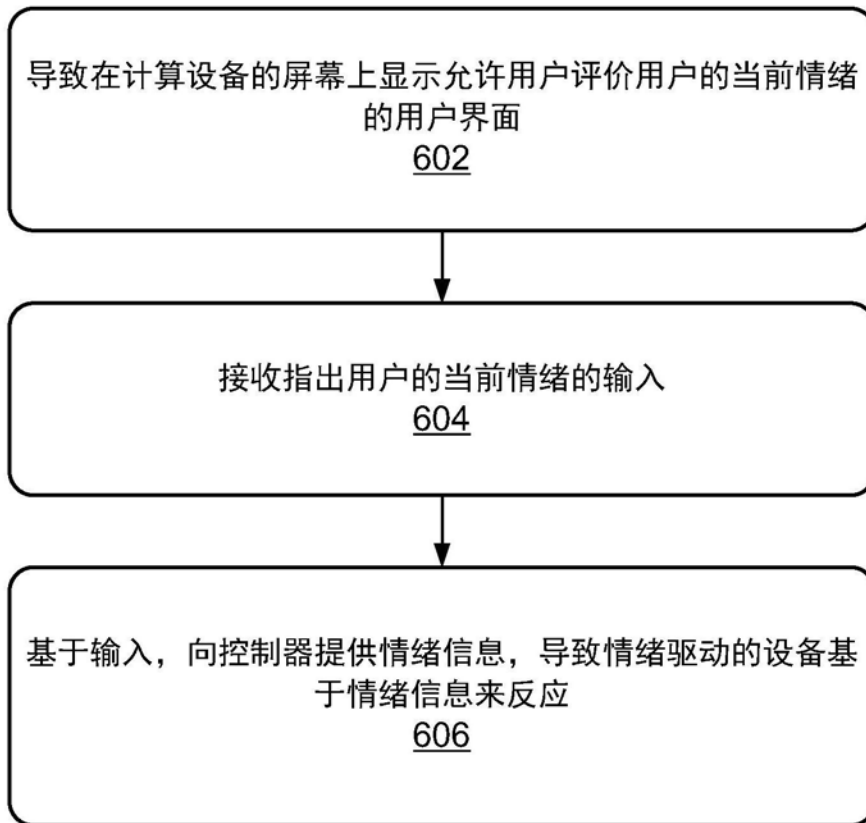 导致在计算设备的屏幕上显示允许用户评价用户的当前情绪
的用户界面
602
接收指出用户的当前情绪的输入
604
基于输入，向控制器提供情绪信息，导致情绪驱动的设备基
于情绪信息来反应
606